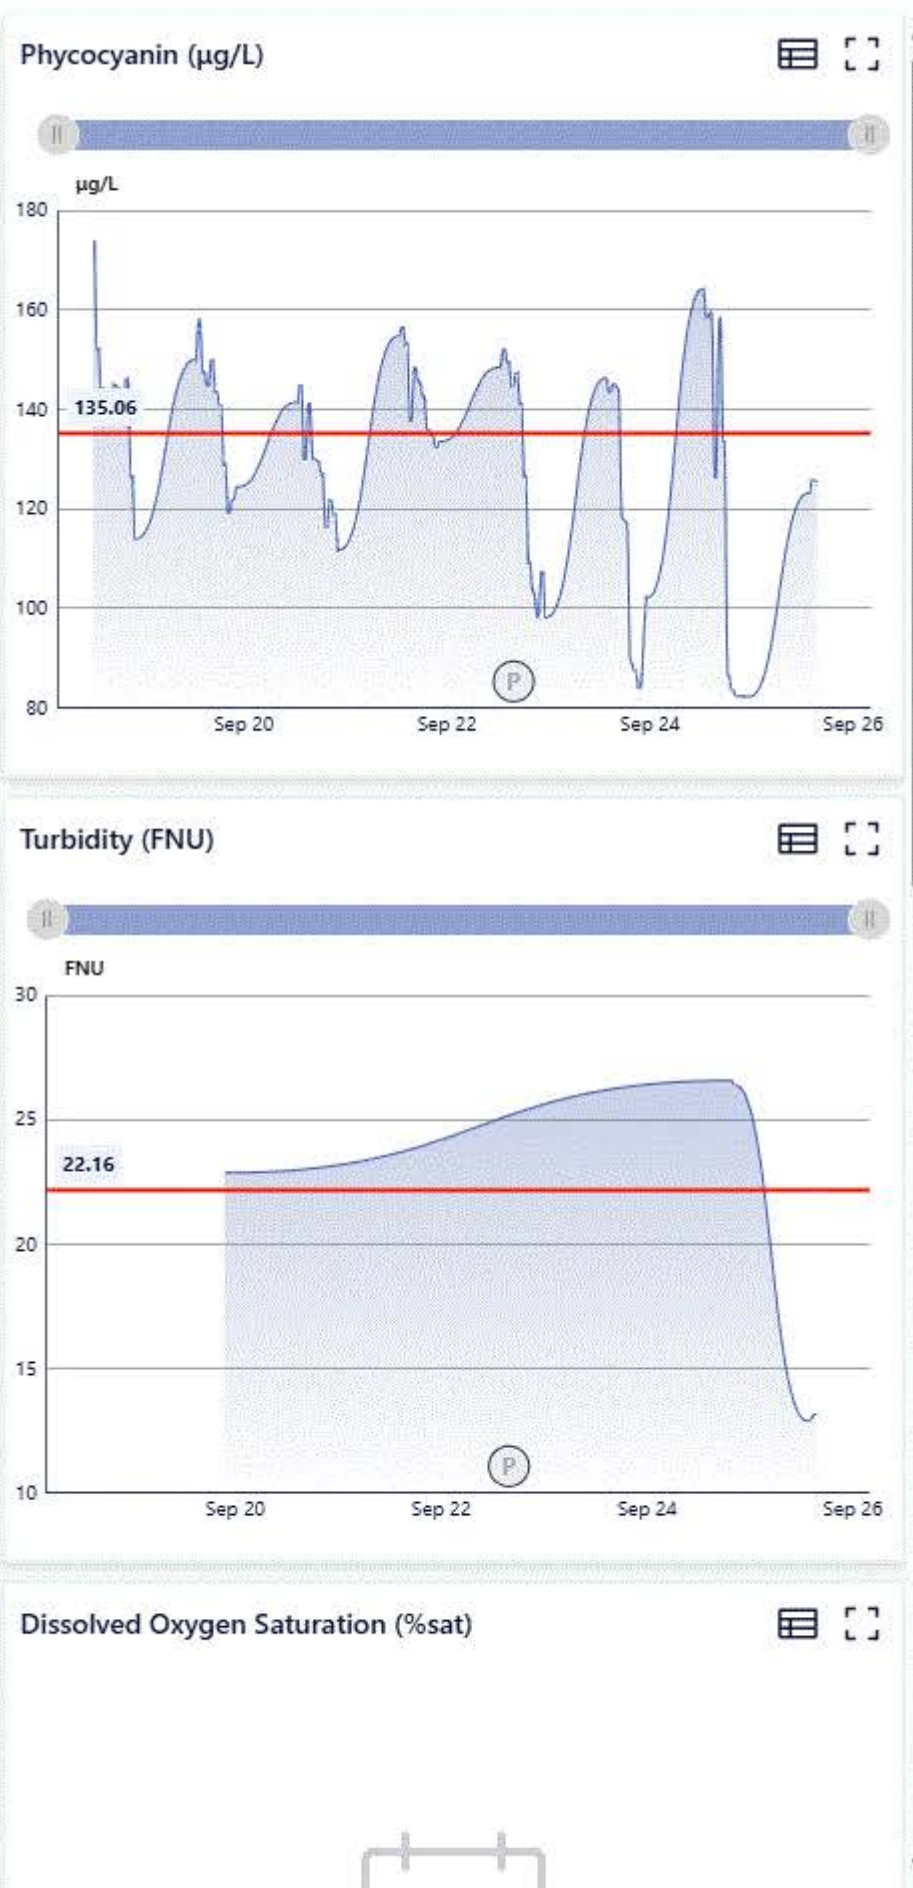 Phycocyanin (µg/L)
µg/L
180
160
140
135.06
120
100
80
P
Sep 20 Sep 22 Sep 24 Sep 26
Turbidity (FNU)
FNU
30
25
22.16
20
15
10
P
Sep 20 Sep 22 Sep 24 Sep 26
Dissolved Oxygen Saturation (%sat)